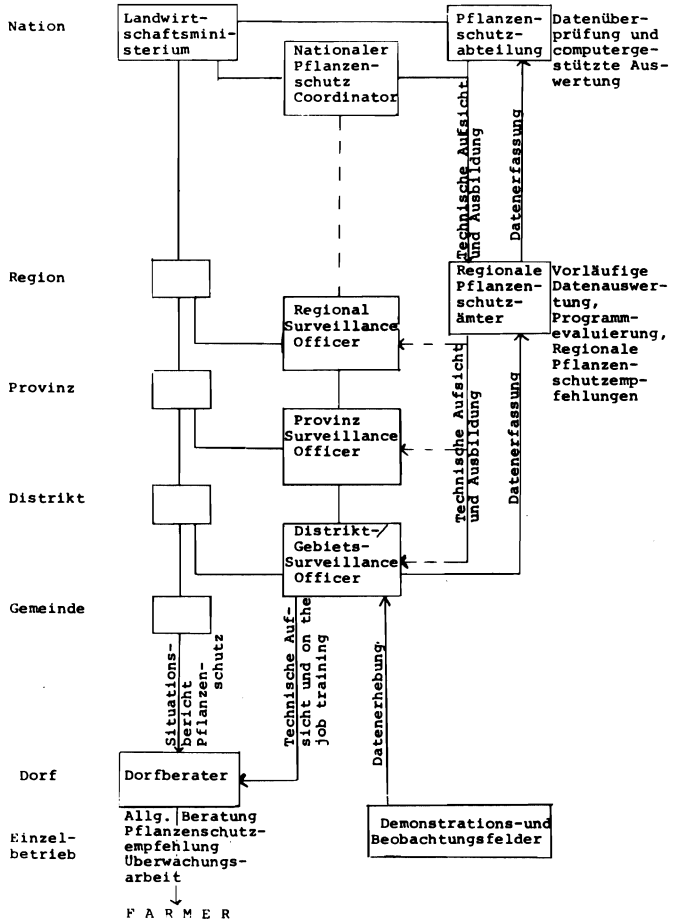 Nation
Landwirt-
schaftsmini-
sterium
Nationaler
Pflanzen-
schutz
Coordinator
Pflanzen-
schutz-
abteilung
Datenüber-
prüfung und
computerge-
stützte Aus-
wertung
Technische Aufsicht
und Ausbildung
Datenerfassung
Region
Regional
Surveillance
Officer
Regionale
Pflanzen-
schutz-
ämter
Vorläufige
Datenauswer-
tung,
Programm-
evaluierung,
Regionale
Pflanzen-
schutzemp-
fehlungen
Provinz
Provinz
Surveillance
Officer
Technische Aufsicht
und Ausbildung
Datenerfassung
Distrikt
Distrikt-/
Gebiets-
Surveillance
Officer
Gemeinde
Situations-
bericht
Pflanzen-
schutz
Technische Auf-
sicht und on the
job training
Datenerhebung
Dorf
Dorfberater
Einzel-
betrieb
Allg. Beratung
Pflanzenschutz-
empfehlung
Überwachungs-
arbeit
Demonstrations-und
Beobachtungsfelder
F A R M E R